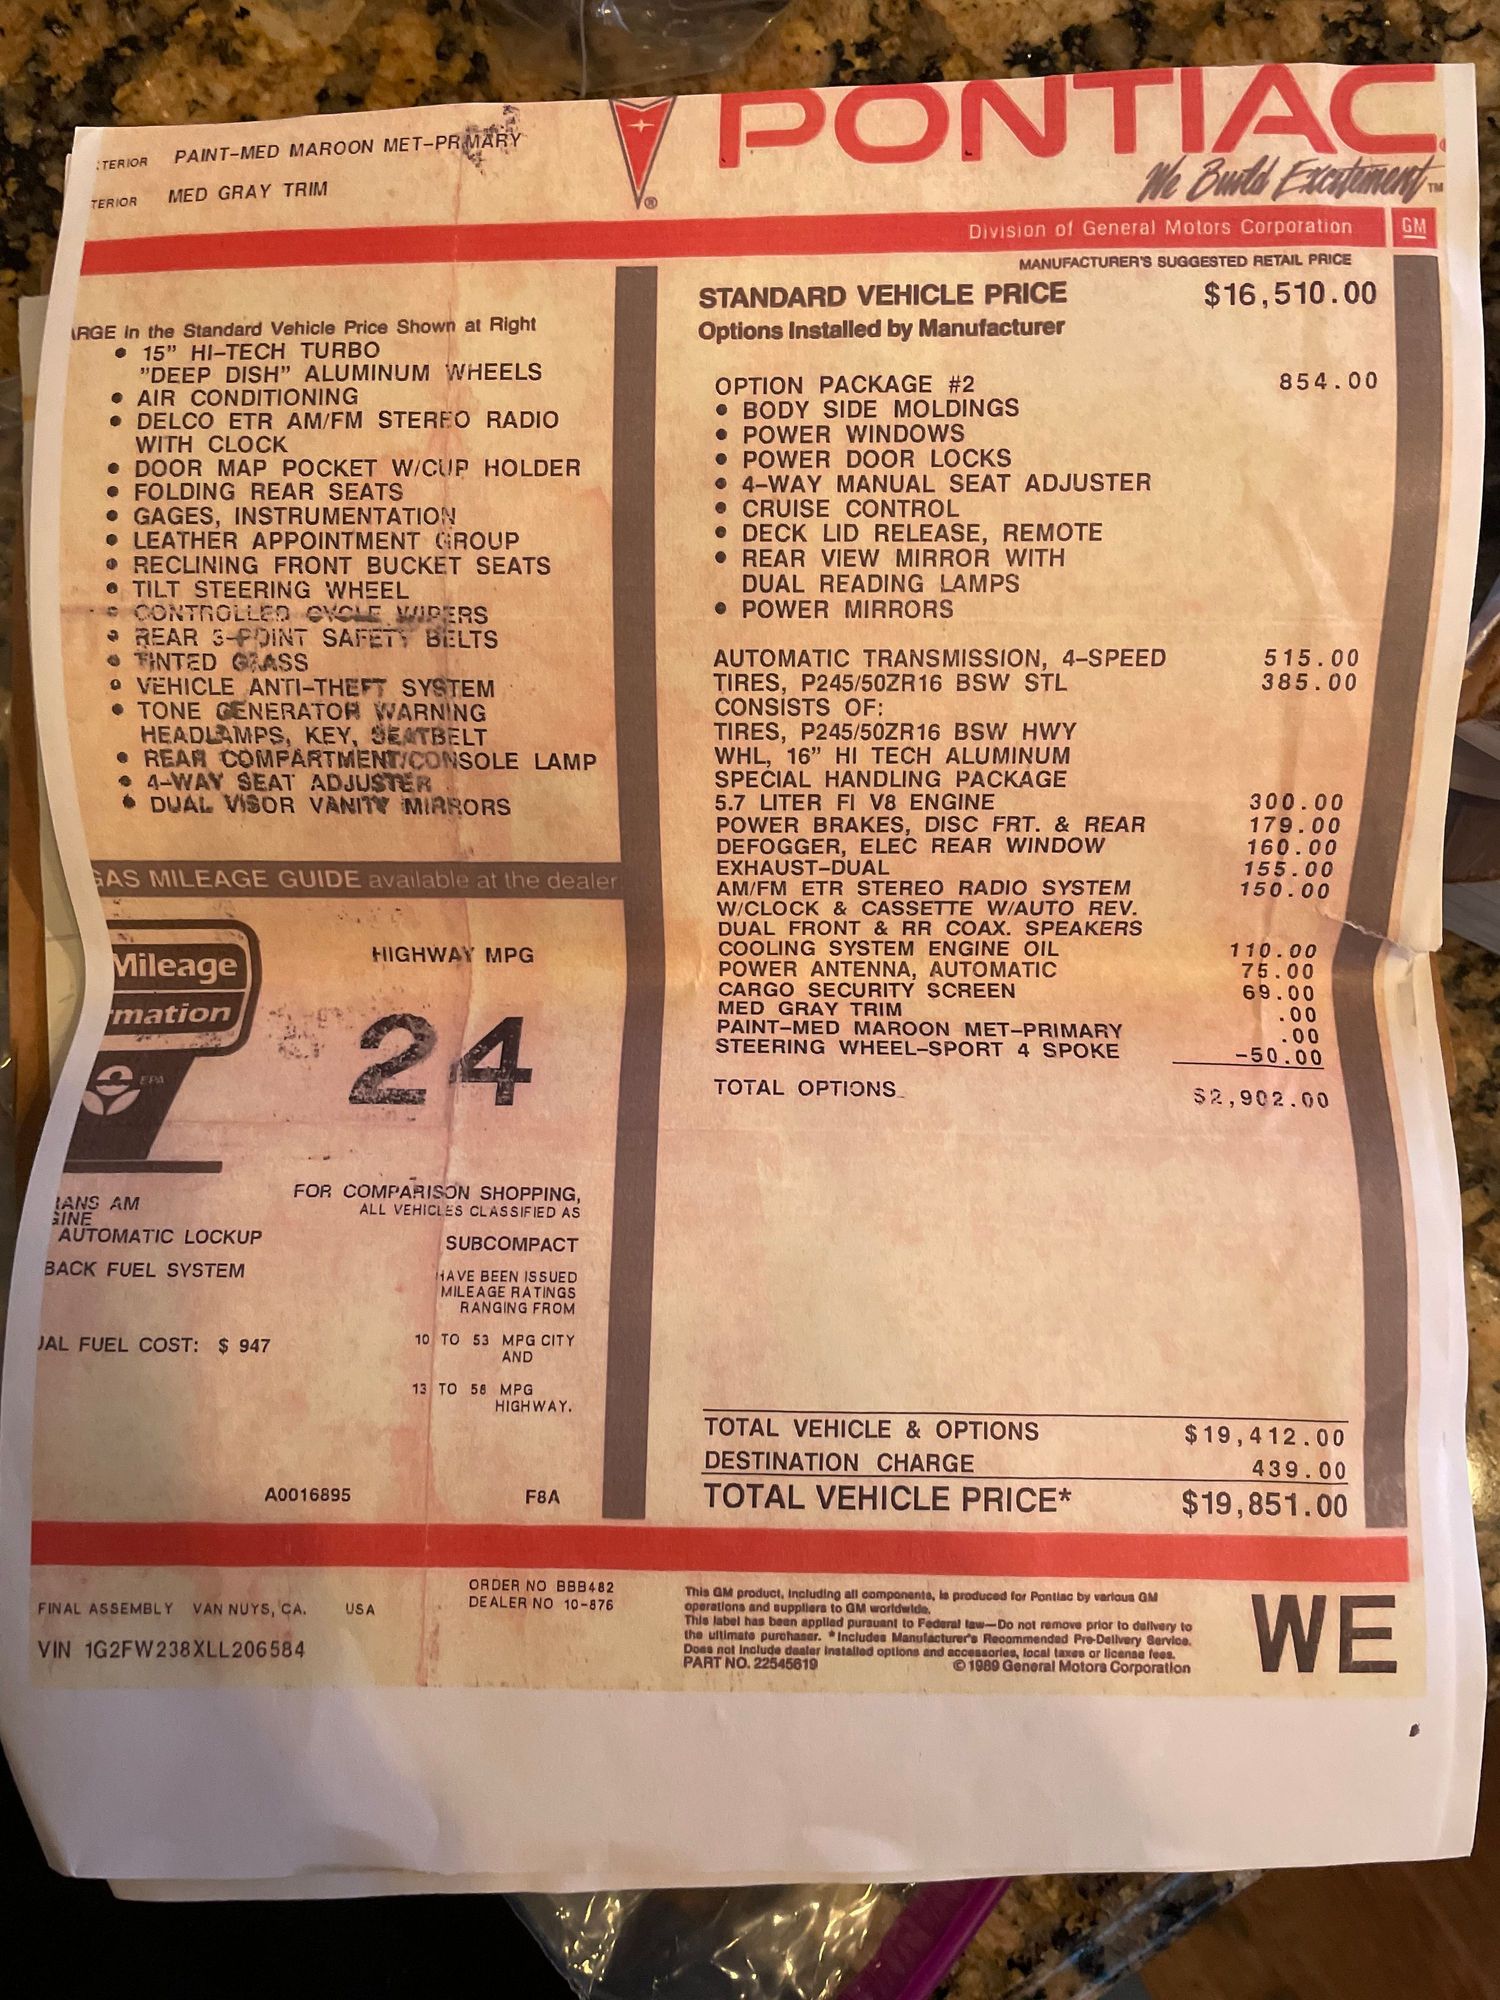 TERIOR PAINT-MED MAROON MET-PRIMARY
TERIOR MED GRAY TRIM
PONTIAC
We Build Excitement™
Division of General Motors Corporation GM
ARGE in the Standard Vehicle Price Shown at Right
• 15" HI-TECH TURBO
"DEEP DISH" ALUMINUM WHEELS
• AIR CONDITIONING
• DELCO ETR AM/FM STEREO RADIO
WITH CLOCK
• DOOR MAP POCKET W/CUP HOLDER
• FOLDING REAR SEATS
• GAGES, INSTRUMENTATION
• LEATHER APPOINTMENT GROUP
• RECLINING FRONT BUCKET SEATS
• TILT STEERING WHEEL
• CONTROLLED CYCLE WIPERS
• REAR 3-POINT SAFETY BELTS
• TINTED GLASS
• VEHICLE ANTI-THEFT SYSTEM
• TONE GENERATOR WARNING
HEADLAMPS, KEY, SEATBELT
• REAR COMPARTMENT/CONSOLE LAMP
• 4-WAY SEAT ADJUSTER
• DUAL VISOR VANITY MIRRORS
GAS MILEAGE GUIDE available at the dealer
Mileage
mation
EPA
HIGHWAY MPG
24
RANS AM
GINE
AUTOMATIC LOCKUP
BACK FUEL SYSTEM
UAL FUEL COST: $ 947
FOR COMPARISON SHOPPING,
ALL VEHICLES CLASSIFIED AS
SUBCOMPACT
HAVE BEEN ISSUED
MILEAGE RATINGS
RANGING FROM
10 TO 53 MPG CITY
AND
13 TO 58 MPG
HIGHWAY.
A0016895 F8A
MANUFACTURER'S SUGGESTED RETAIL PRICE
STANDARD VEHICLE PRICE $16,510.00
Options Installed by Manufacturer
OPTION PACKAGE #2 854.00
• BODY SIDE MOLDINGS
• POWER WINDOWS
• POWER DOOR LOCKS
• 4-WAY MANUAL SEAT ADJUSTER
• CRUISE CONTROL
• DECK LID RELEASE, REMOTE
• REAR VIEW MIRROR WITH
DUAL READING LAMPS
• POWER MIRRORS
AUTOMATIC TRANSMISSION, 4-SPEED 515.00
TIRES, P245/50ZR16 BSW STL 385.00
CONSISTS OF:
TIRES, P245/50ZR16 BSW HWY
WHL, 16" HI TECH ALUMINUM
SPECIAL HANDLING PACKAGE
5.7 LITER FI V8 ENGINE 300.00
POWER BRAKES, DISC FRT. & REAR 179.00
DEFOGGER, ELEC REAR WINDOW 160.00
EXHAUST-DUAL 155.00
AM/FM ETR STEREO RADIO SYSTEM 150.00
W/CLOCK & CASSETTE W/AUTO REV.
DUAL FRONT & RR COAX. SPEAKERS
COOLING SYSTEM ENGINE OIL 110.00
POWER ANTENNA, AUTOMATIC 75.00
CARGO SECURITY SCREEN 69.00
MED GRAY TRIM .00
PAINT-MED MAROON MET-PRIMARY .00
STEERING WHEEL-SPORT 4 SPOKE -50.00
TOTAL OPTIONS $2,902.00
TOTAL VEHICLE & OPTIONS $19,412.00
DESTINATION CHARGE 439.00
TOTAL VEHICLE PRICE* $19,851.00
FINAL ASSEMBLY VAN NUYS, CA. USA
VIN 1G2FW238XLL206584
ORDER NO BBB482
DEALER NO 10-876
This GM product, including all components, is produced for Pontiac by various GM
operations and suppliers to GM worldwide.
This label has been applied pursuant to Federal law—Do not remove prior to delivery to
the ultimate purchaser. *Includes Manufacturer's Recommended Pre-Delivery Service.
Does not include dealer installed options and accessories, local taxes or license fees.
PART NO. 22545619 © 1989 General Motors Corporation
WE